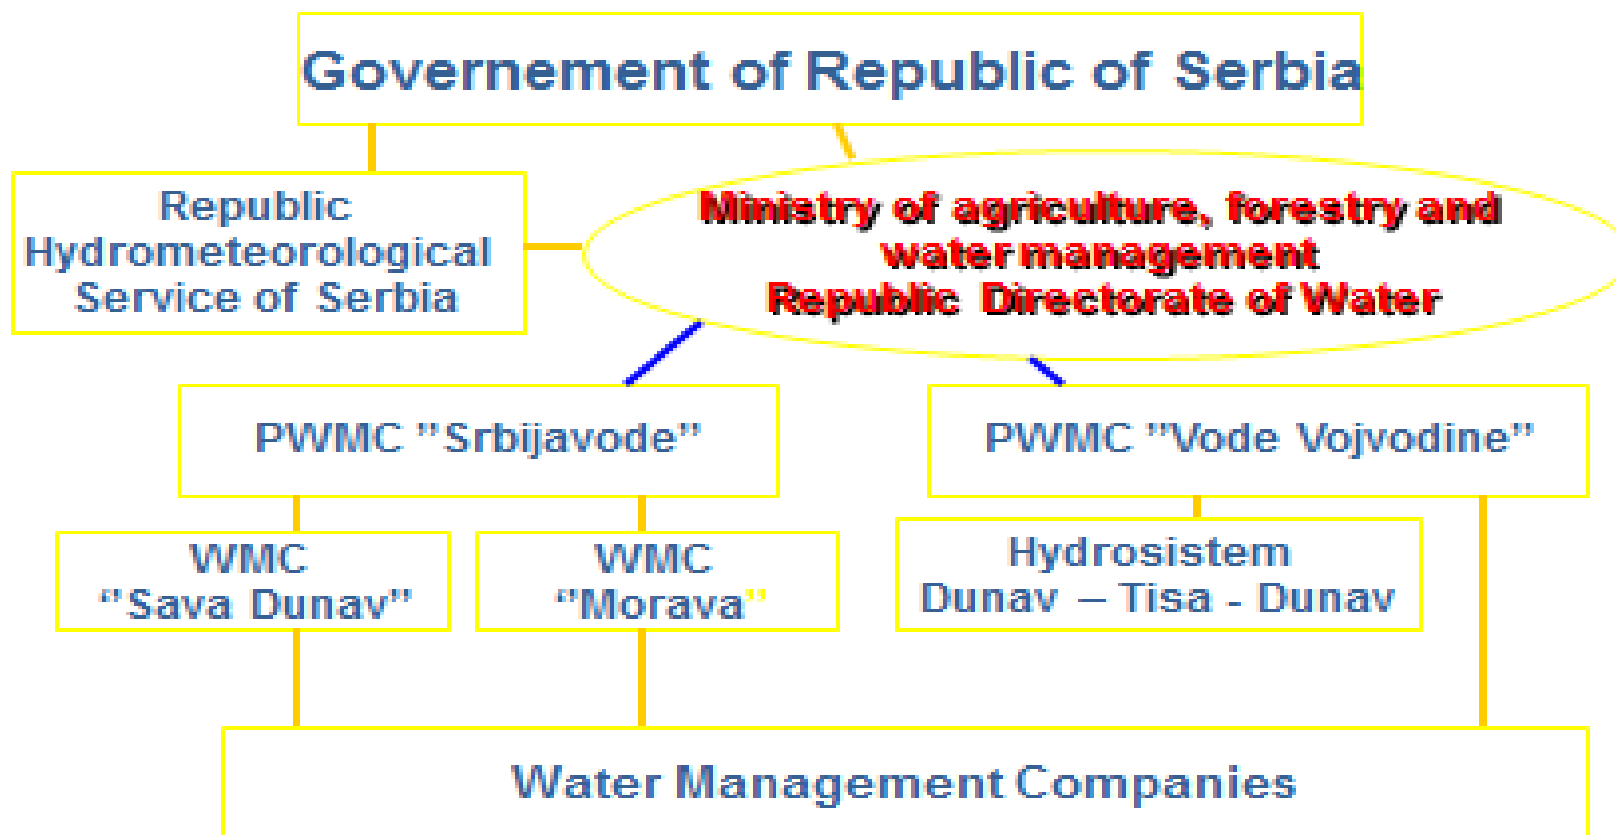 Governement of Republic of Serbia
Republic
Hydrometeorological
Service of Serbia
Ministry of agriculture, forestry and
water management
Republic Directorate of Water
PWMC ”Srbijavode”
PWMC ”Vode Vojvodine”
WMC
“Sava Dunav”
WMC
“Morava”
Hydrosistem
Dunav – Tisa - Dunav
Water Management Companies